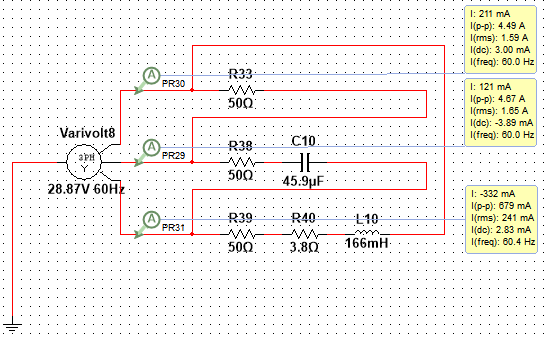 I: 211 mA
I(p-p): 4.49 A
I(rms): 1.59 A
I(dc): 3.00 mA
I(freq): 60.0 Hz
A
PR30
R33
50Ω
I: 121 mA
I(p-p): 4.67 A
I(rms): 1.65 A
I(dc): -3.89 mA
I(freq): 60.0 Hz
Varivolt8
3PH
Y
28.87V 60Hz
A
PR29
R38
50Ω
C10
45.9µF
I: -332 mA
I(p-p): 679 mA
I(rms): 241 mA
I(dc): 2.83 mA
I(freq): 60.4 Hz
A
PR31
R39
50Ω
R40
3.8Ω
L10
166mH